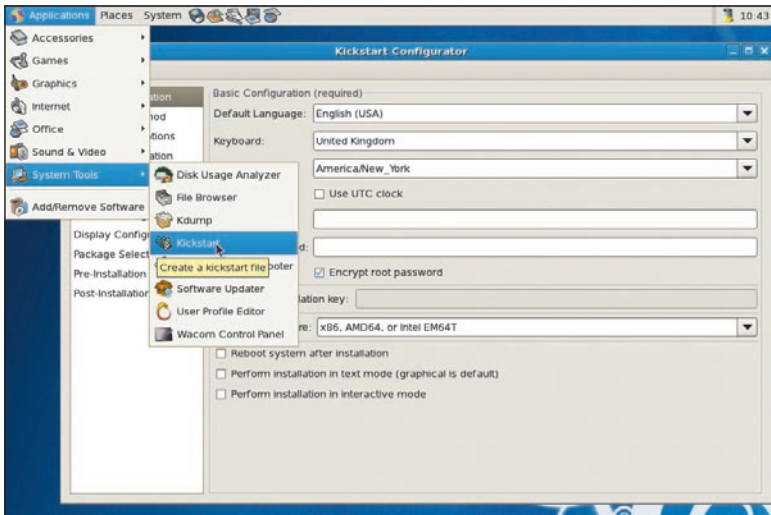 Applications Places System 10:43
Accessories
Games
Graphics
Internet
Office
Sound & Video
System Tools
Add/Remove Software
Disk Usage Analyzer
File Browser
Kdump
Kickstart
Create a kickstart file
Software Updater
User Profile Editor
Wacom Control Panel
Kickstart Configurator
Display Config
Package Select
Pre-Installation
Post-Installation
Basic Configuration (required)
Default Language: English (USA)
Keyboard: United Kingdom
America/New_York
Use UTC clock
Encrypt root password
key:
x86, AMD64, or Intel EM64T
Reboot system after installation
Perform installation in text mode (graphical is default)
Perform installation in interactive mode